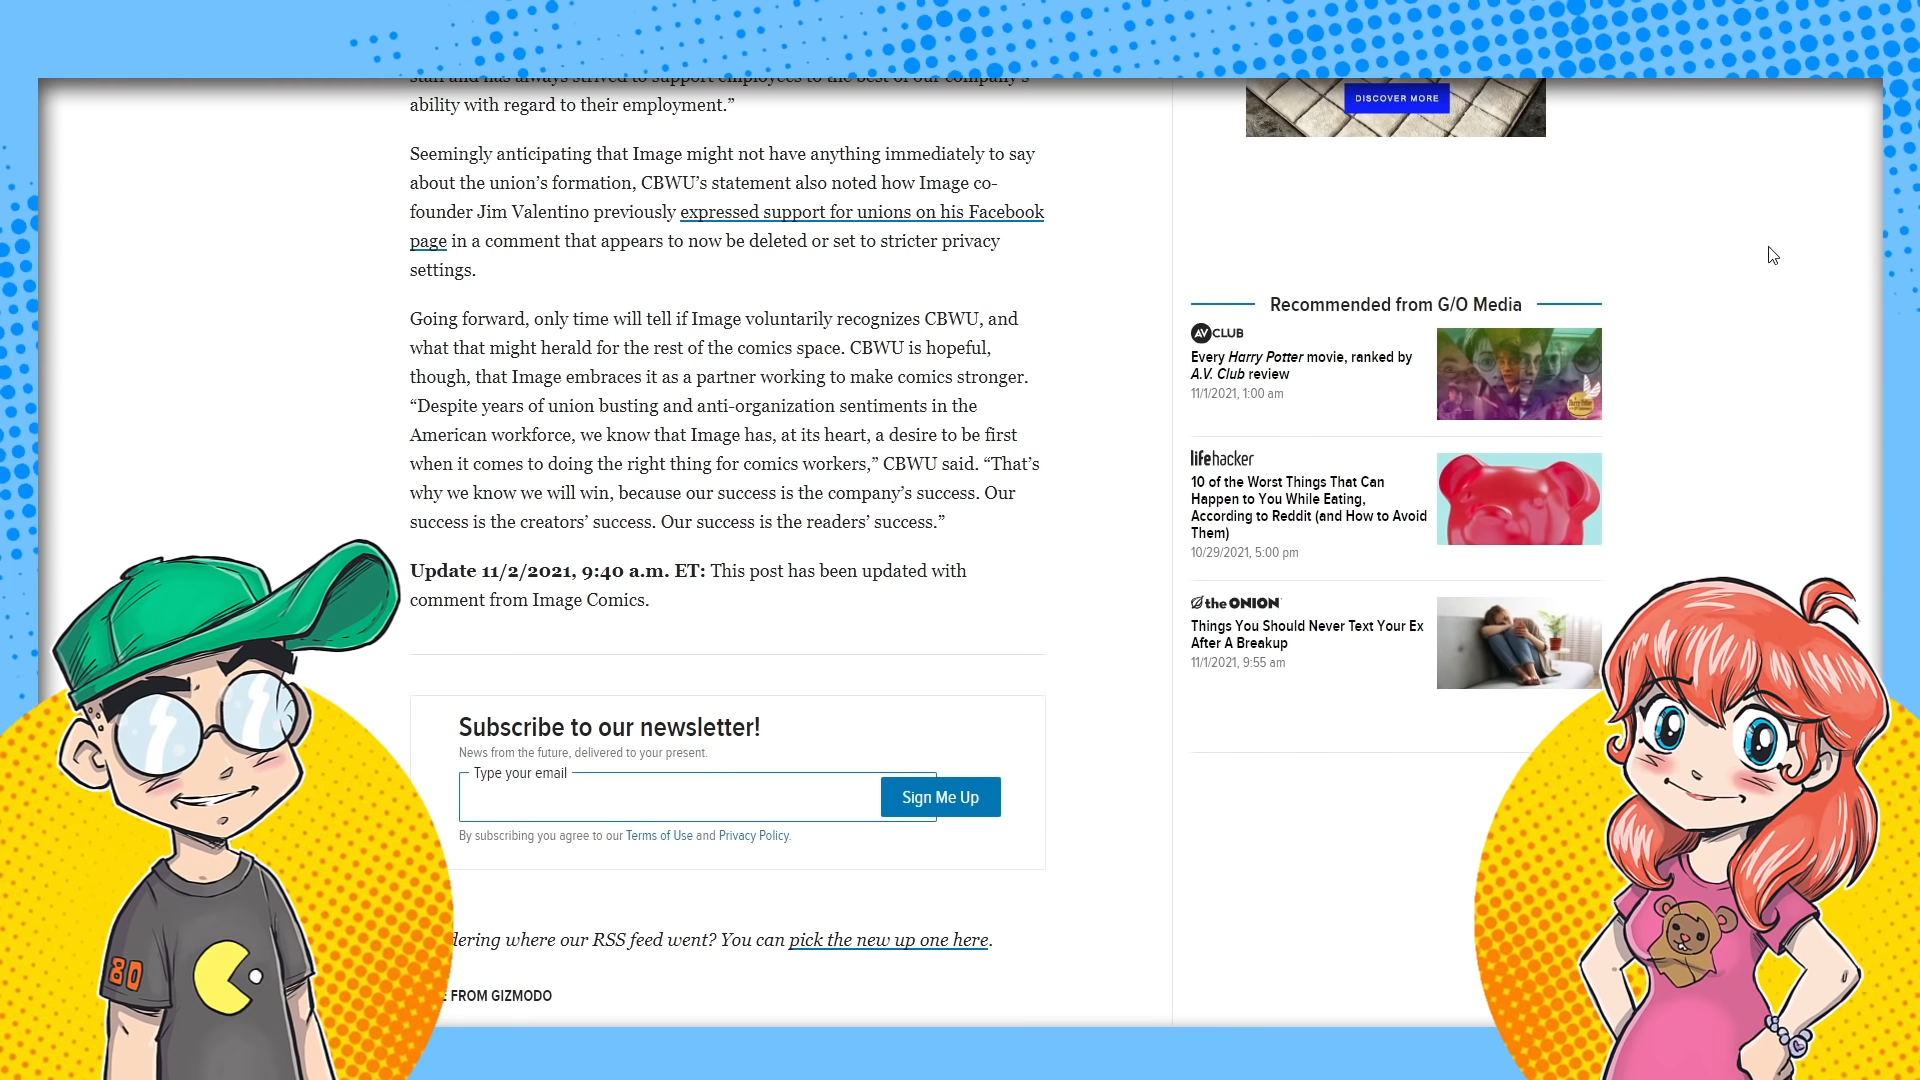 staff and has always strived to support employees to the best of our company's
ability with regard to their employment.”
Seemingly anticipating that Image might not have anything immediately to say
about the union’s formation, CBWU’s statement also noted how Image co-
founder Jim Valentino previously expressed support for unions on his Facebook
page in a comment that appears to now be deleted or set to stricter privacy
settings.
Going forward, only time will tell if Image voluntarily recognizes CBWU, and
what that might herald for the rest of the comics space. CBWU is hopeful,
though, that Image embraces it as a partner working to make comics stronger.
“Despite years of union busting and anti-organization sentiments in the
American workforce, we know that Image has, at its heart, a desire to be first
when it comes to doing the right thing for comics workers,” CBWU said. “That’s
why we know we will win, because our success is the company’s success. Our
success is the creators’ success. Our success is the readers’ success.”
Update 11/2/2021, 9:40 a.m. ET: This post has been updated with
comment from Image Comics.
Subscribe to our newsletter!
News from the future, delivered to your present.
Type your email
Sign Me Up
By subscribing you agree to our Terms of Use and Privacy Policy.
dering where our RSS feed went? You can pick the new up one here.
E FROM GIZMODO
DISCOVER MORE
Recommended from G/O Media
AV CLUB
Every Harry Potter movie, ranked by
A.V. Club review
11/1/2021, 1:00 am
lifehacker
10 of the Worst Things That Can
Happen to You While Eating,
According to Reddit (and How to Avoid
Them)
10/29/2021, 5:00 pm
the ONION
Things You Should Never Text Your Ex
After A Breakup
11/1/2021, 9:55 am
80